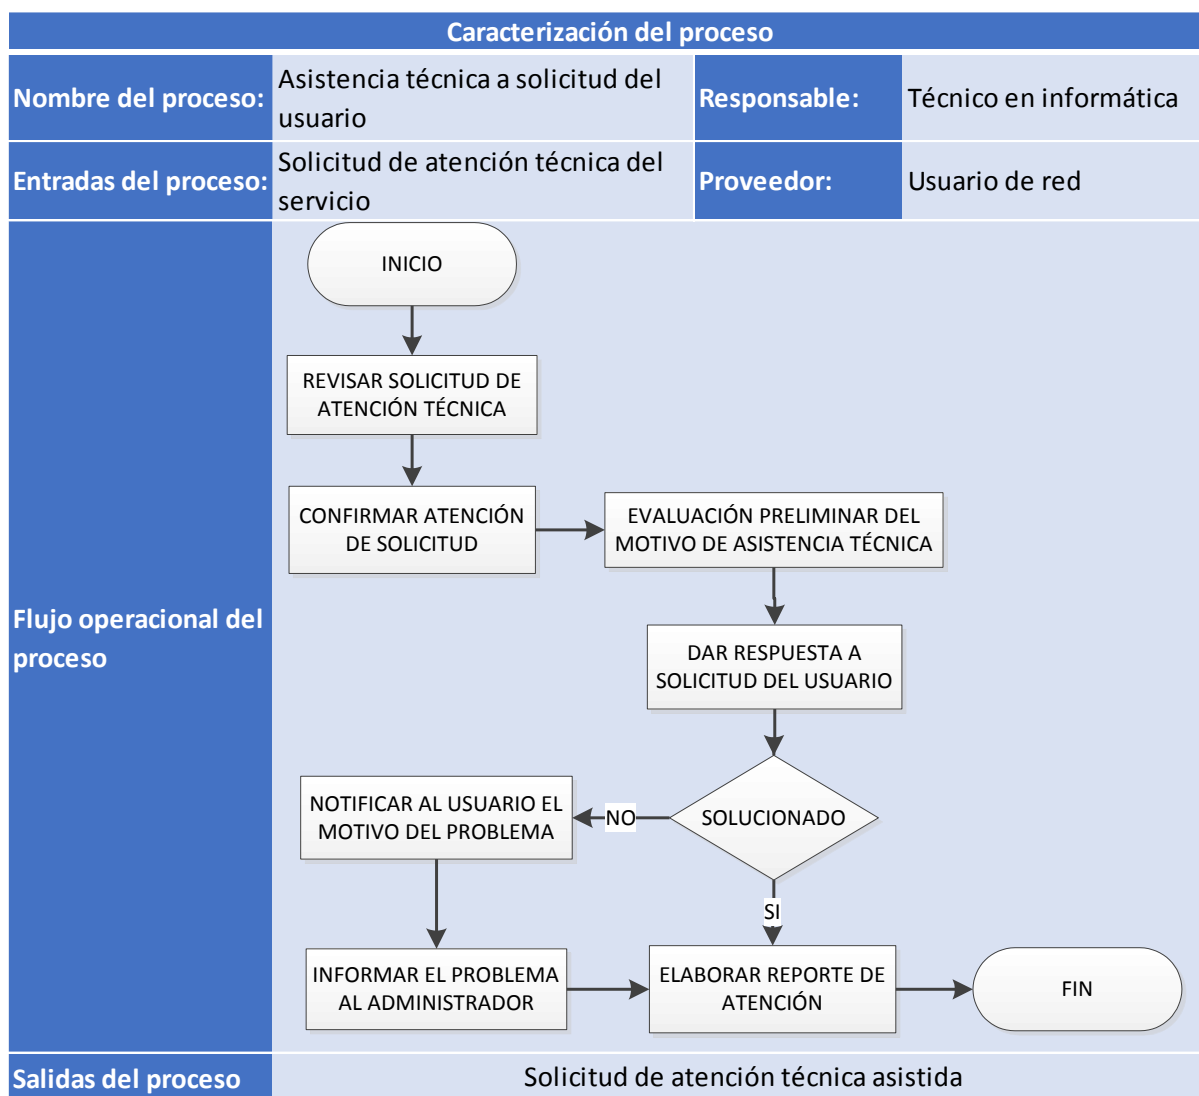 Caracterización del proceso
Nombre del proceso:
Asistencia técnica a solicitud del
usuario
Responsable:
Técnico en informática
Entradas del proceso:
Solicitud de atención técnica del
servicio
Proveedor:
Usuario de red
Flujo operacional del
proceso
INICIO
REVISAR SOLICITUD DE
ATENCIÓN TÉCNICA
CONFIRMAR ATENCIÓN
DE SOLICITUD
EVALUACIÓN PRELIMINAR DEL
MOTIVO DE ASISTENCIA TÉCNICA
DAR RESPUESTA A
SOLICITUD DEL USUARIO
SOLUCIONADO
NO
NOTIFICAR AL USUARIO EL
MOTIVO DEL PROBLEMA
SI
INFORMAR EL PROBLEMA
AL ADMINISTRADOR
ELABORAR REPORTE DE
ATENCIÓN
FIN
Salidas del proceso
Solicitud de atención técnica asistida